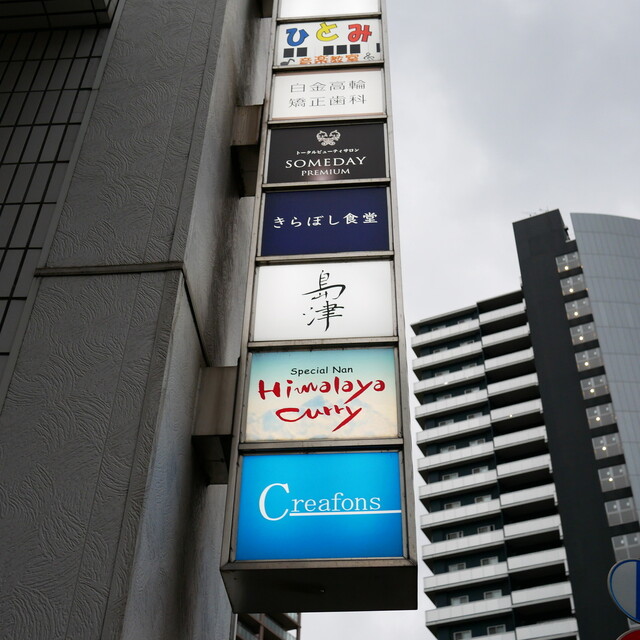 ひとみ
音楽教室
白金高輪
矯正歯科
トータルビューティサロン
SOMEDAY
PREMIUM
きらぼし食堂
島津
Special Nan
Himalaya
curry
Creafons